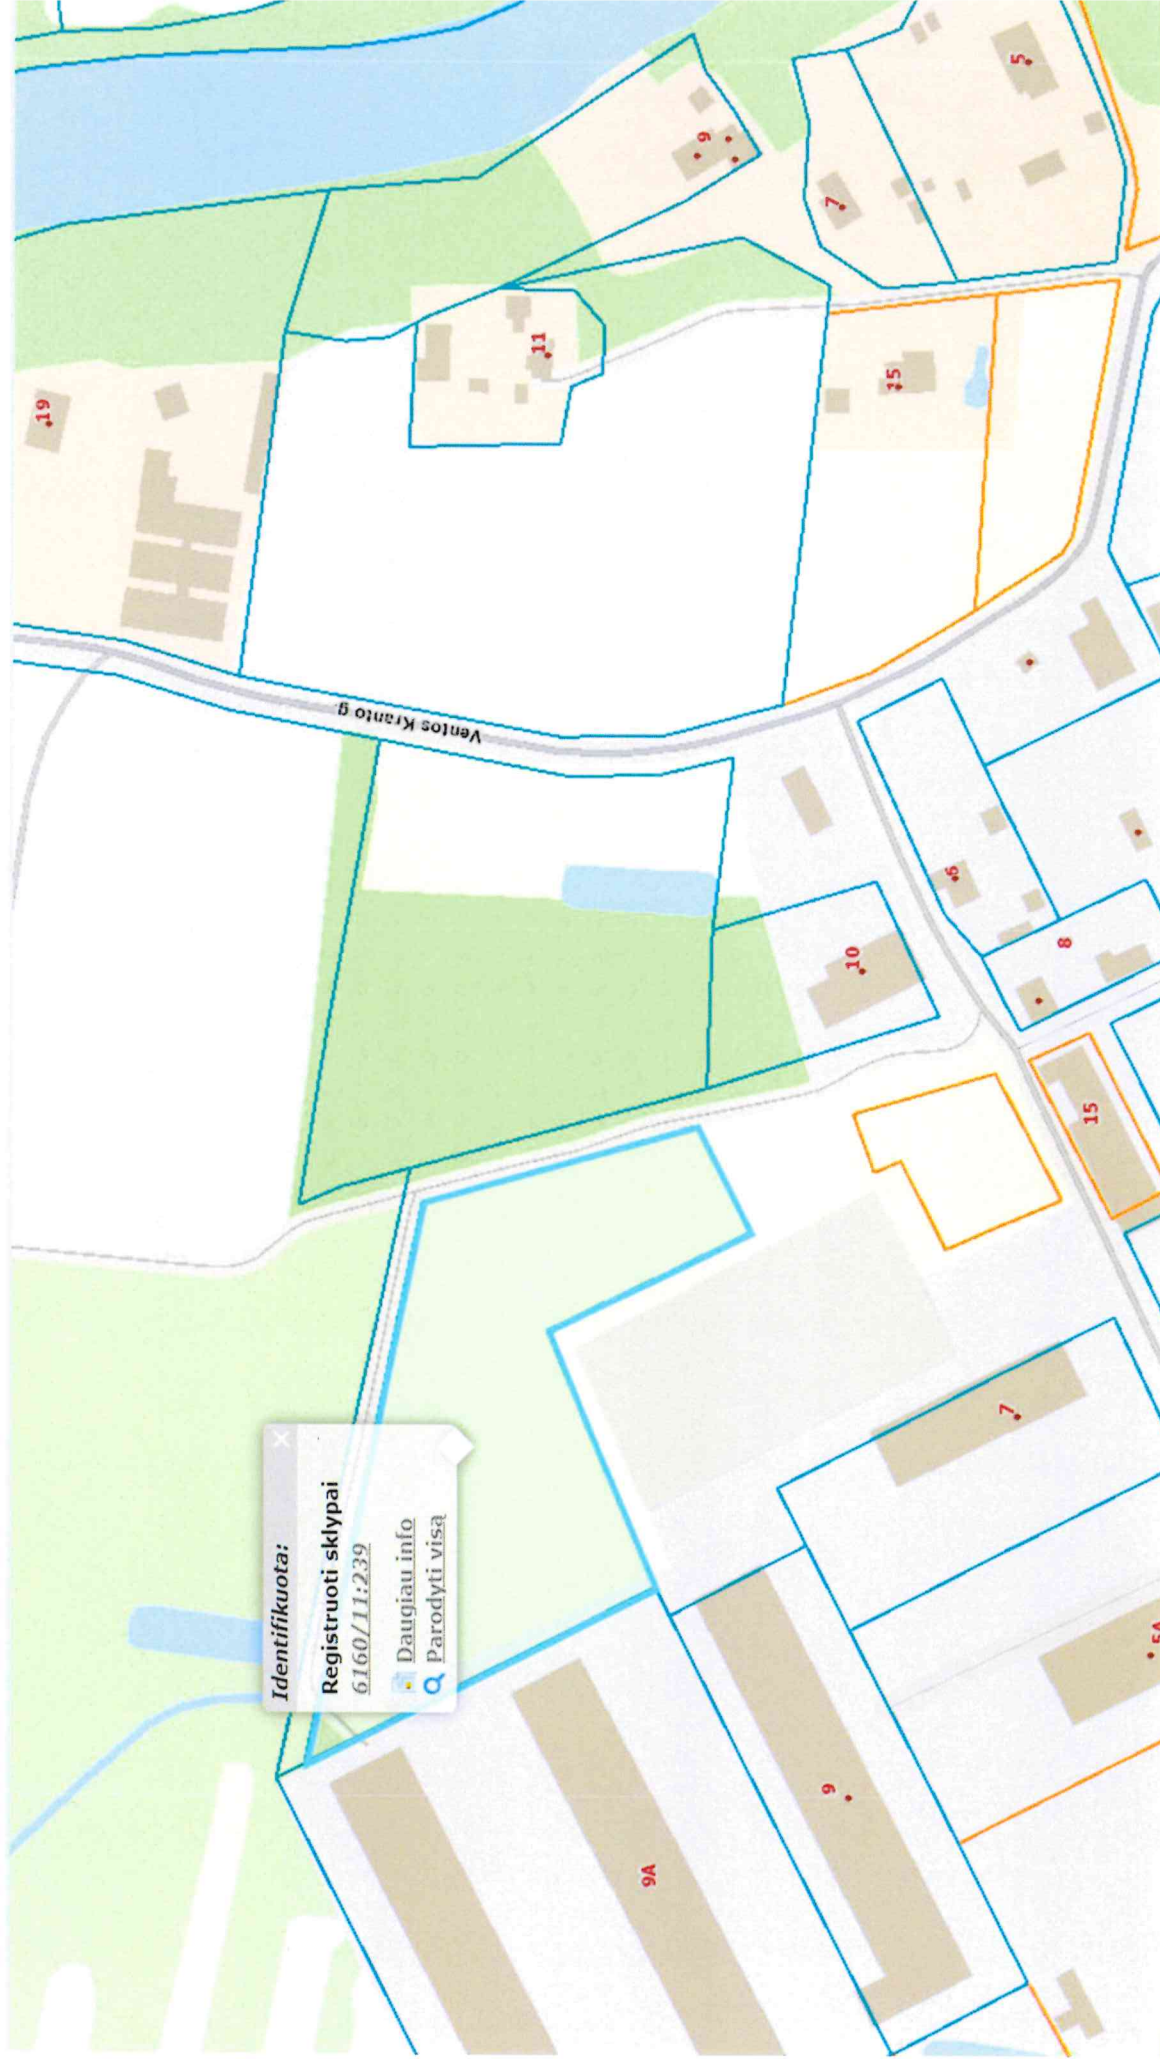 Identifikuota:
Registruoti sklypai
6160/11:239
Daugiau info
Parodyti visą
Ventos Kranto g.
19
11
9
7
5
15
10
6
8
15
7
9
9A
5A